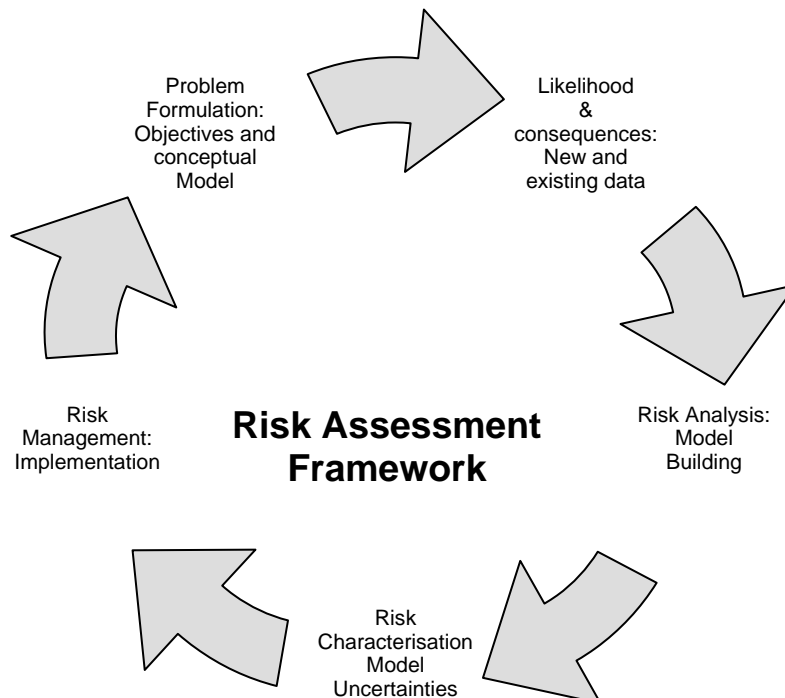 Problem
Formulation:
Objectives and
conceptual
Model
Likelihood
&
consequences:
New and
existing data
Risk Analysis:
Model
Building
Risk
Characterisation
Model
Uncertainties
Risk
Management:
Implementation
Risk Assessment
Framework